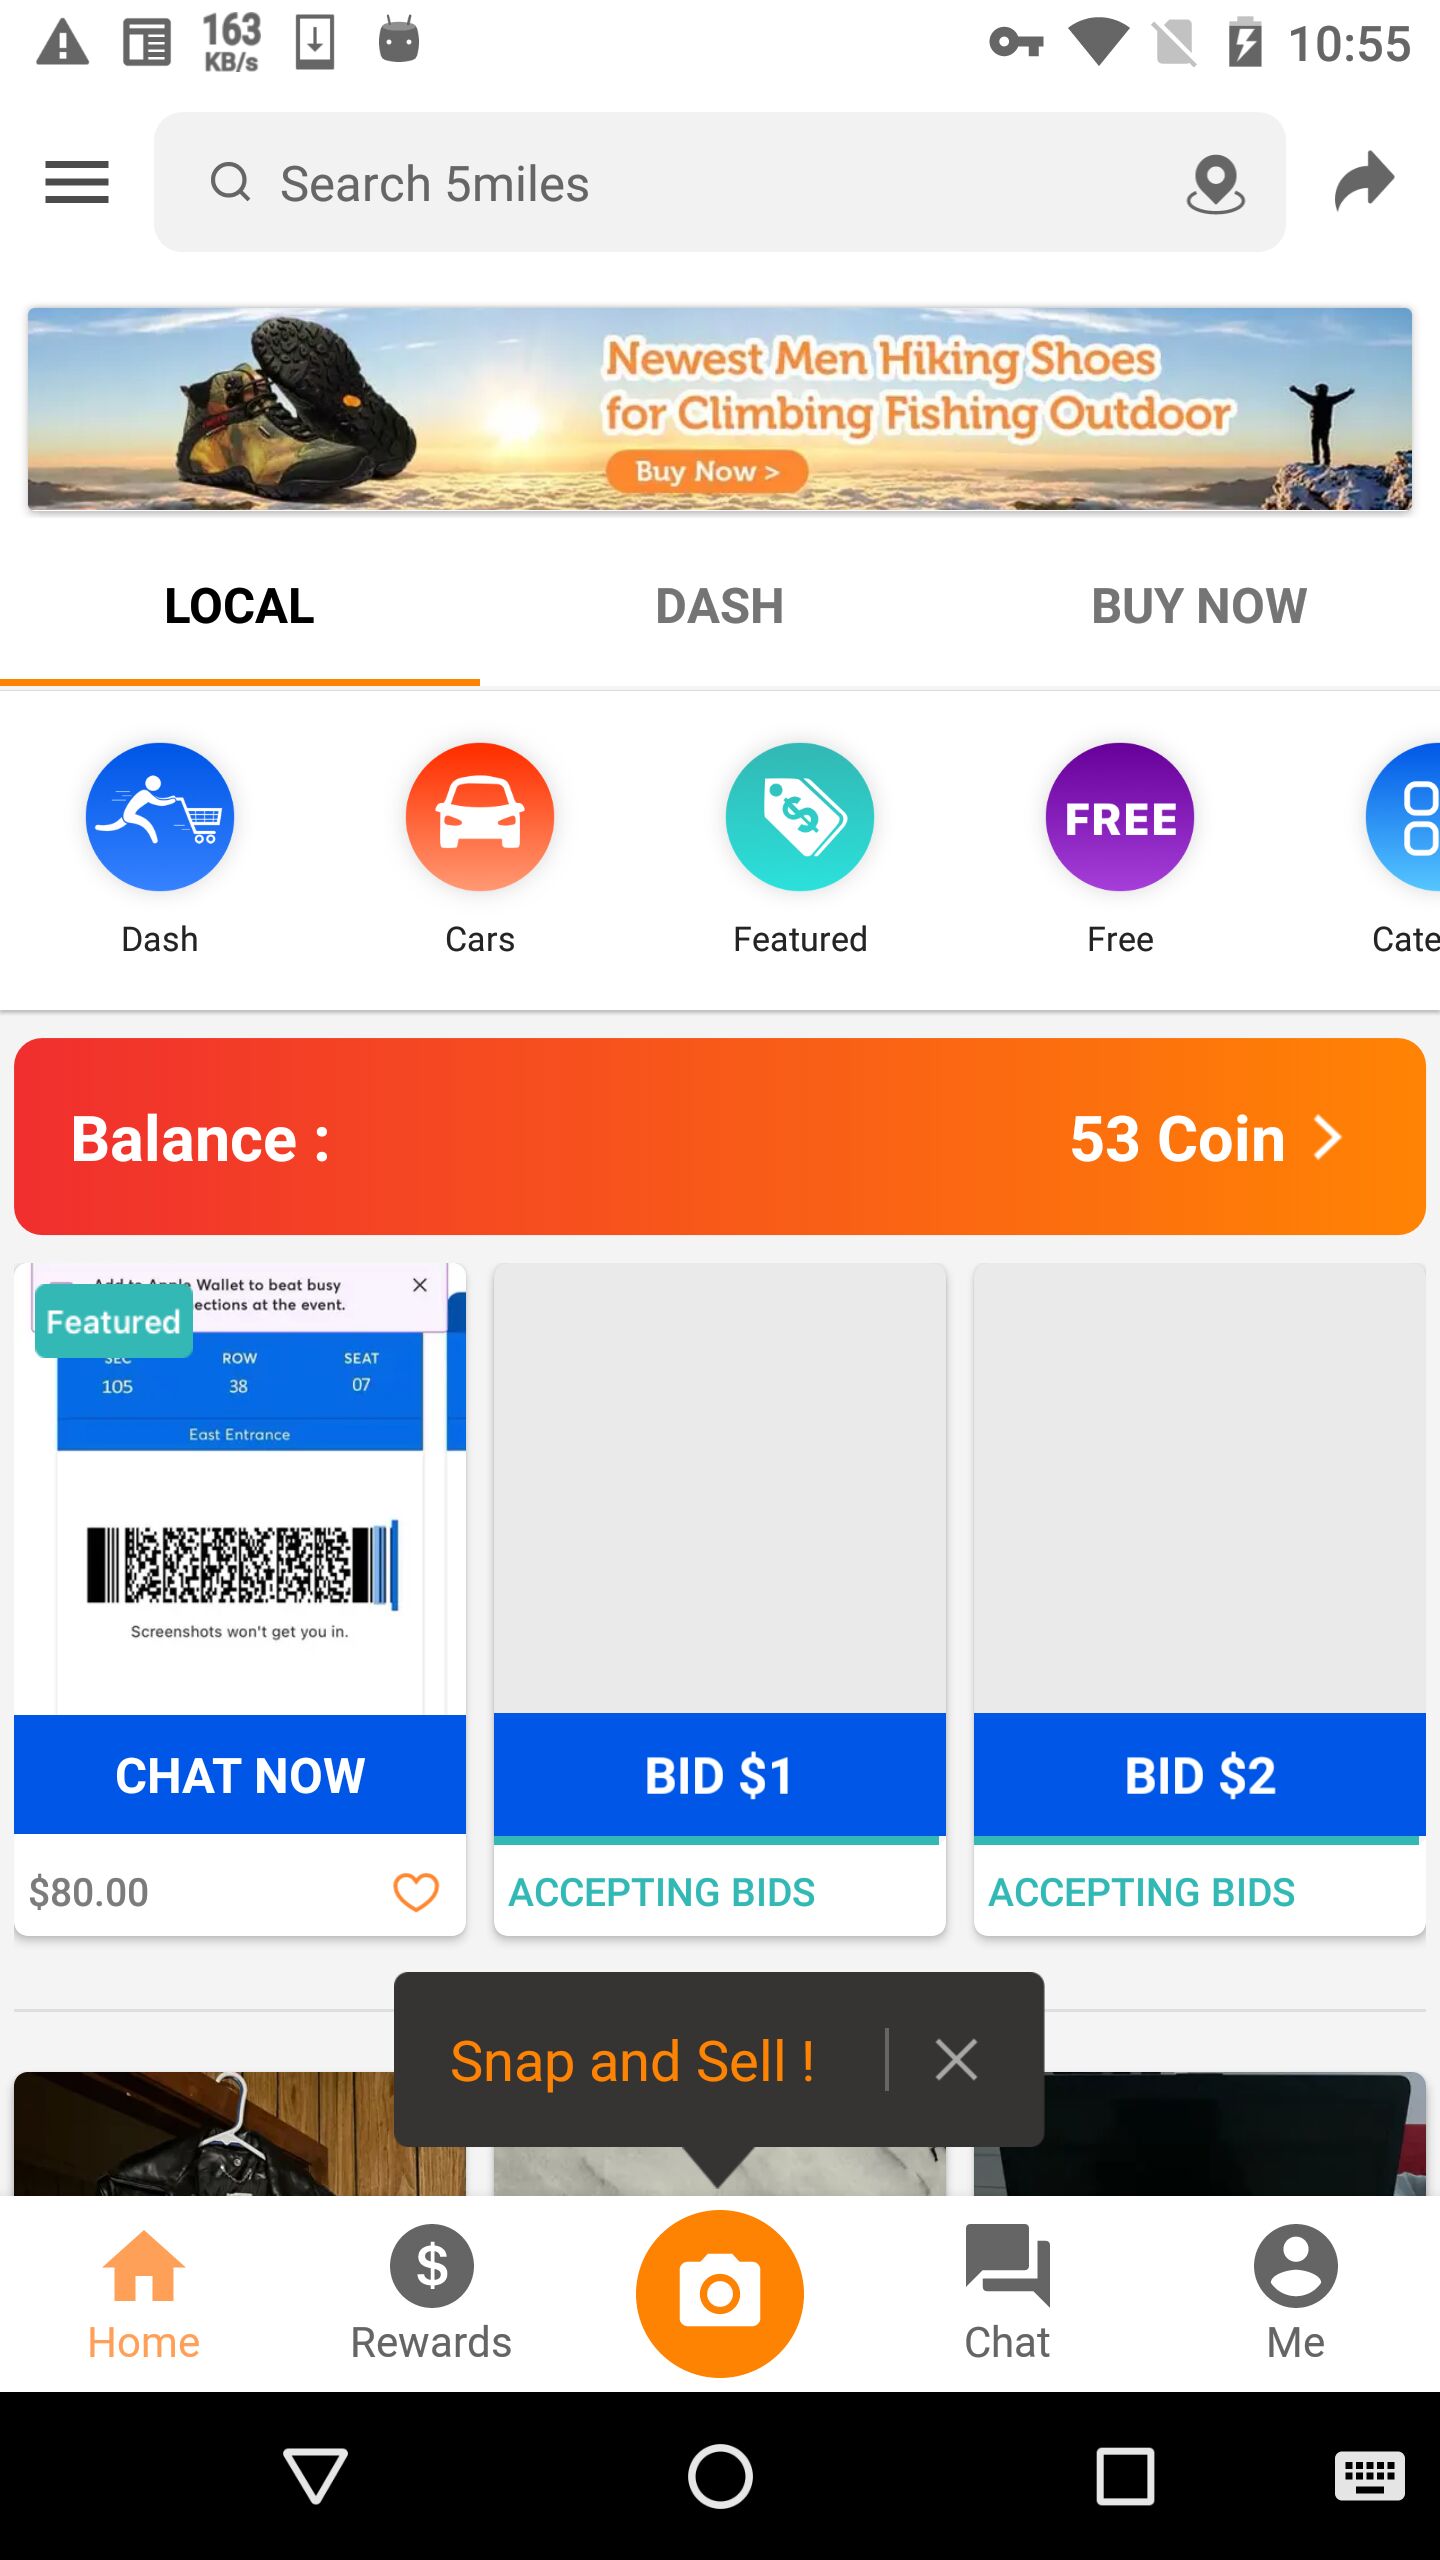 163
KB/s
10:55
Search 5miles
Newest Men Hiking Shoes
for Climbing Fishing Outdoor
Buy Now >
LOCAL
DASH
BUY NOW
FREE
Dash
Cars
Featured
Free
Cate
Balance :
53 Coin
Add to Apple Wallet to beat busy
ections at the event.
Featured
SEC
ROW
SEAT
105
38
07
East Entrance
Screenshots won't get you in.
CHAT NOW
BID $1
BID $2
$80.00
ACCEPTING BIDS
ACCEPTING BIDS
Snap and Sell !
Home
Rewards
Chat
Me